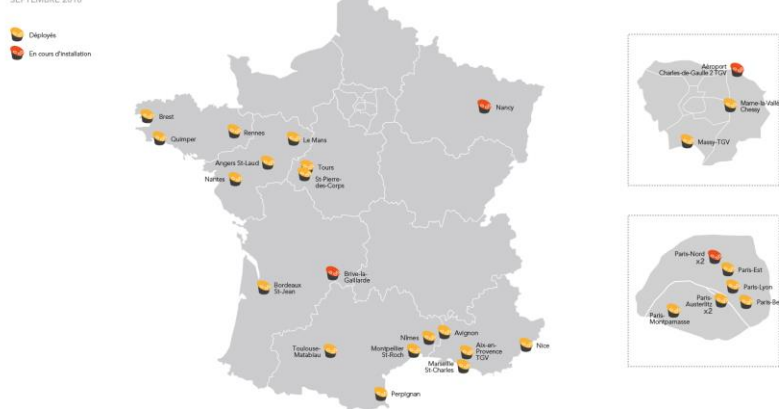 SEPTEMBRE 2016
Déployés
En cours d'installation
Brest
Quimper
Rennes
Le Mans
Angers St-Laud
Nantes
Tours
St-Pierre-
des-Corps
Nancy
Brive-la-
Gaillarde
Bordeaux
St-Jean
Toulouse-
Matabiau
Nîmes
Avignon
Montpellier
St-Roch
Aix-en-
Provence
TGV
Marseille
St-Charles
Nice
Perpignan
Aéroport
Charles-de-Gaulle 2 TGV
Marne-la-Vallé
Chessy
Massy-TGV
Paris-Nord
x2
Paris-Est
Paris-Lyon
Paris-
Austerlitz
x2
Paris-Be
Paris-
Montparnasse